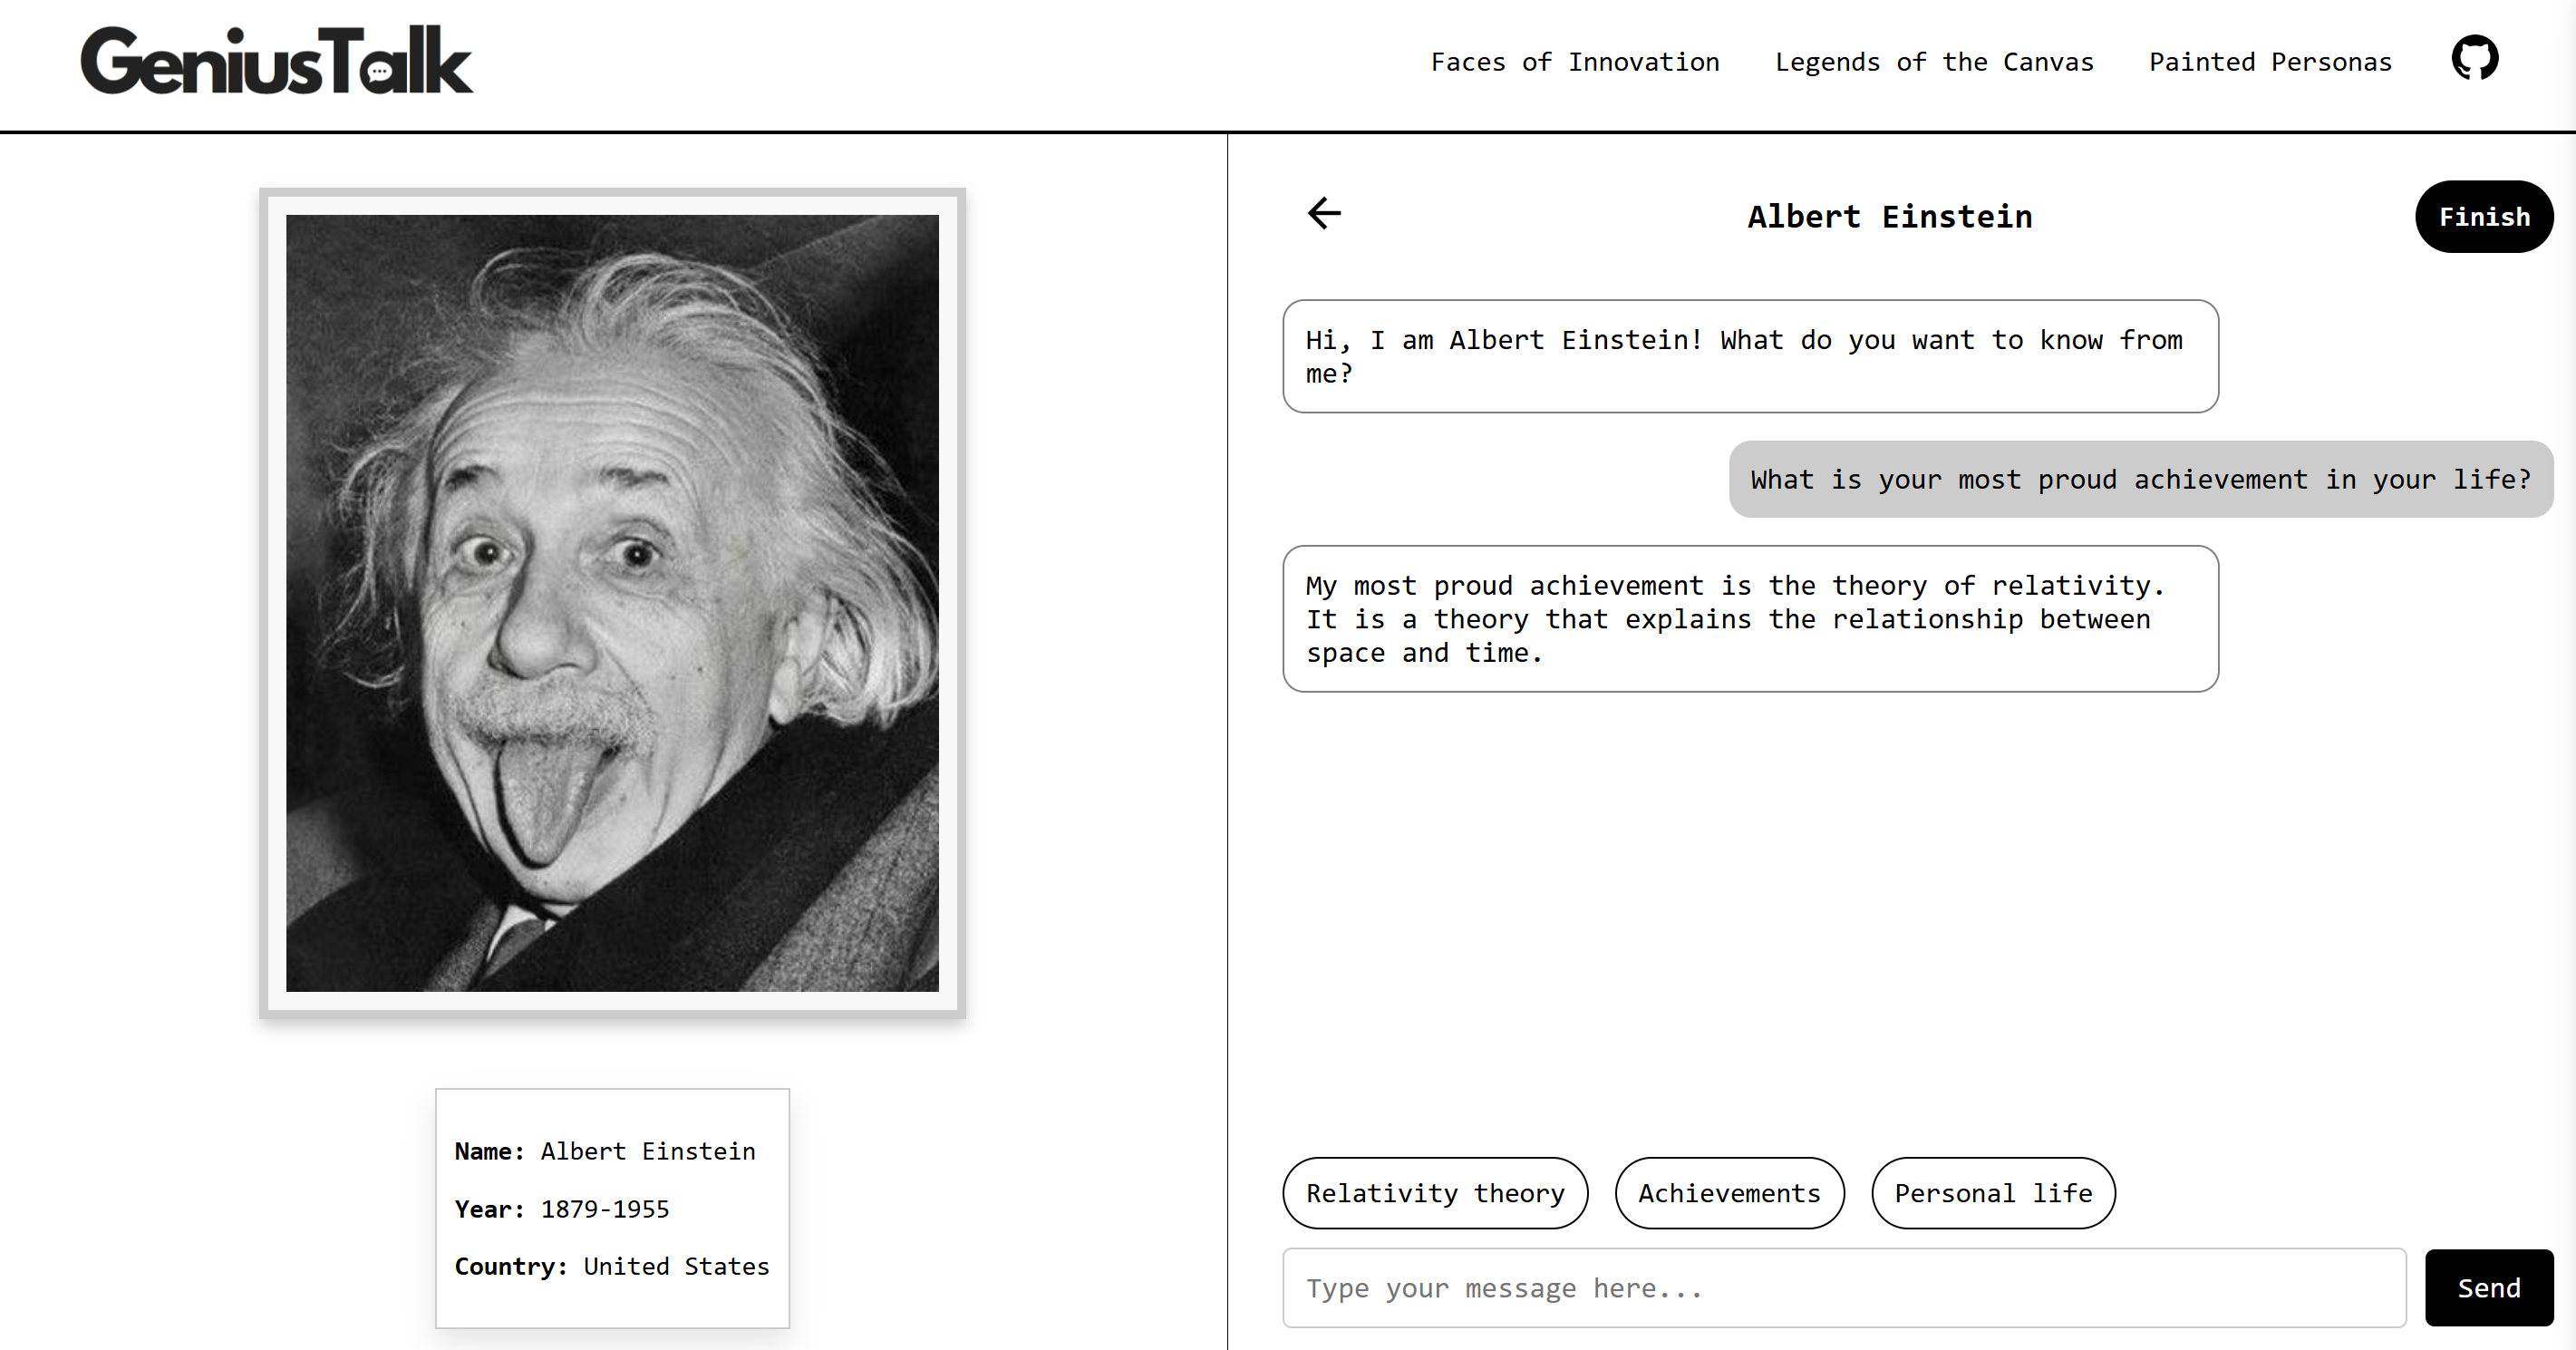 GeniusTalk
Faces of Innovation
Legends of the Canvas
Painted Personas
Name: Albert Einstein
Year: 1879-1955
Country: United States
Albert Einstein
Finish
Hi, I am Albert Einstein! What do you want to know from
me?
What is your most proud achievement in your life?
My most proud achievement is the theory of relativity.
It is a theory that explains the relationship between
space and time.
Relativity theory
Achievements
Personal life
Type your message here...
Send